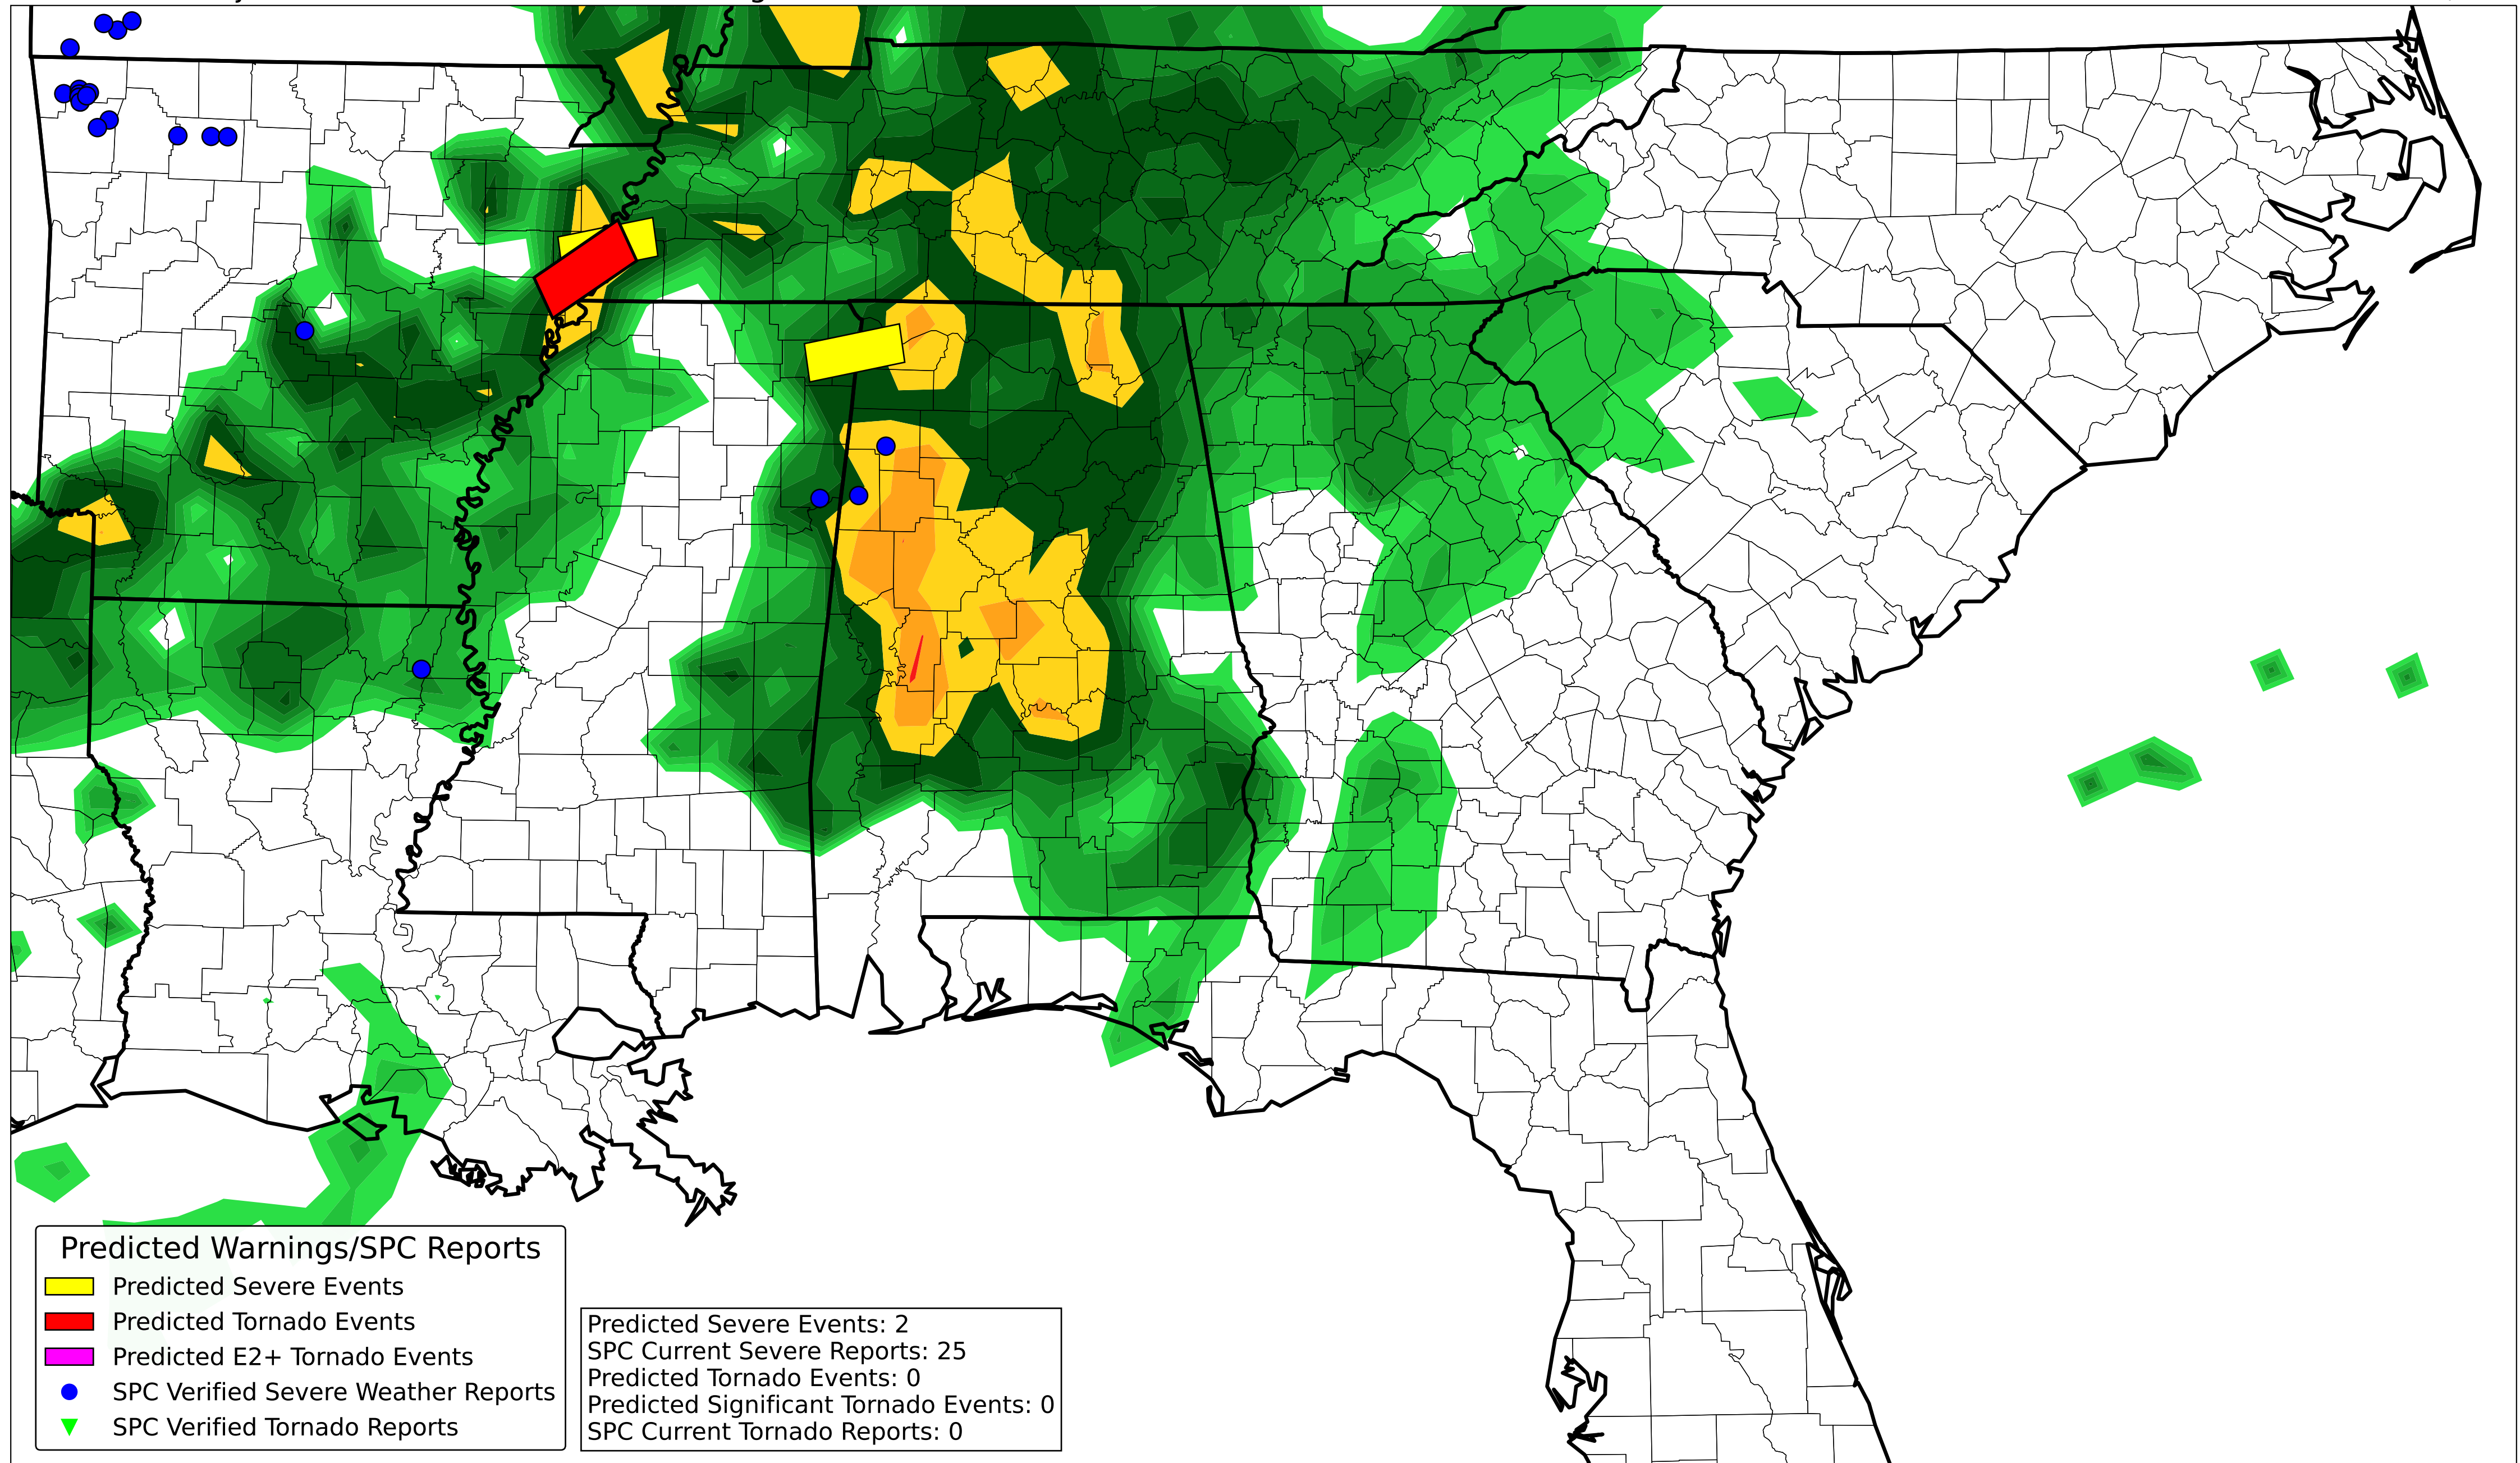 Predicted Warnings/SPC Reports
Predicted Severe Events
Predicted Tornado Events
Predicted E2+ Tornado Events
SPC Verified Severe Weather Reports
SPC Verified Tornado Reports
Predicted Severe Events: 2
SPC Current Severe Reports: 25
Predicted Tornado Events: 0
Predicted Significant Tornado Events: 0
SPC Current Tornado Reports: 0